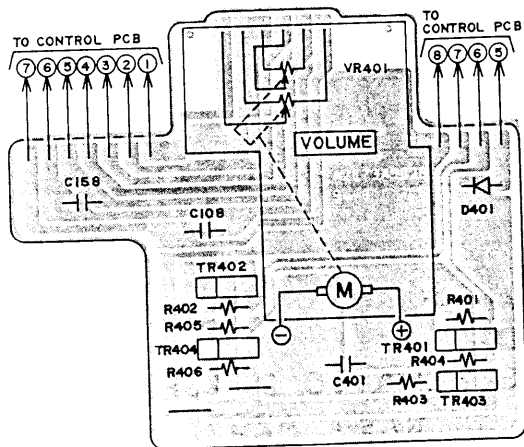 TO CONTROL PCB
7 6 5 4 3 2 1
TO
CONTROL PCB
8 7 6 5
VR401
VOLUME
C158
C108
D401
TR402
M
R402
R401
R405
−
+
TR401
TR404
R404
R406
C401
R403
TR403